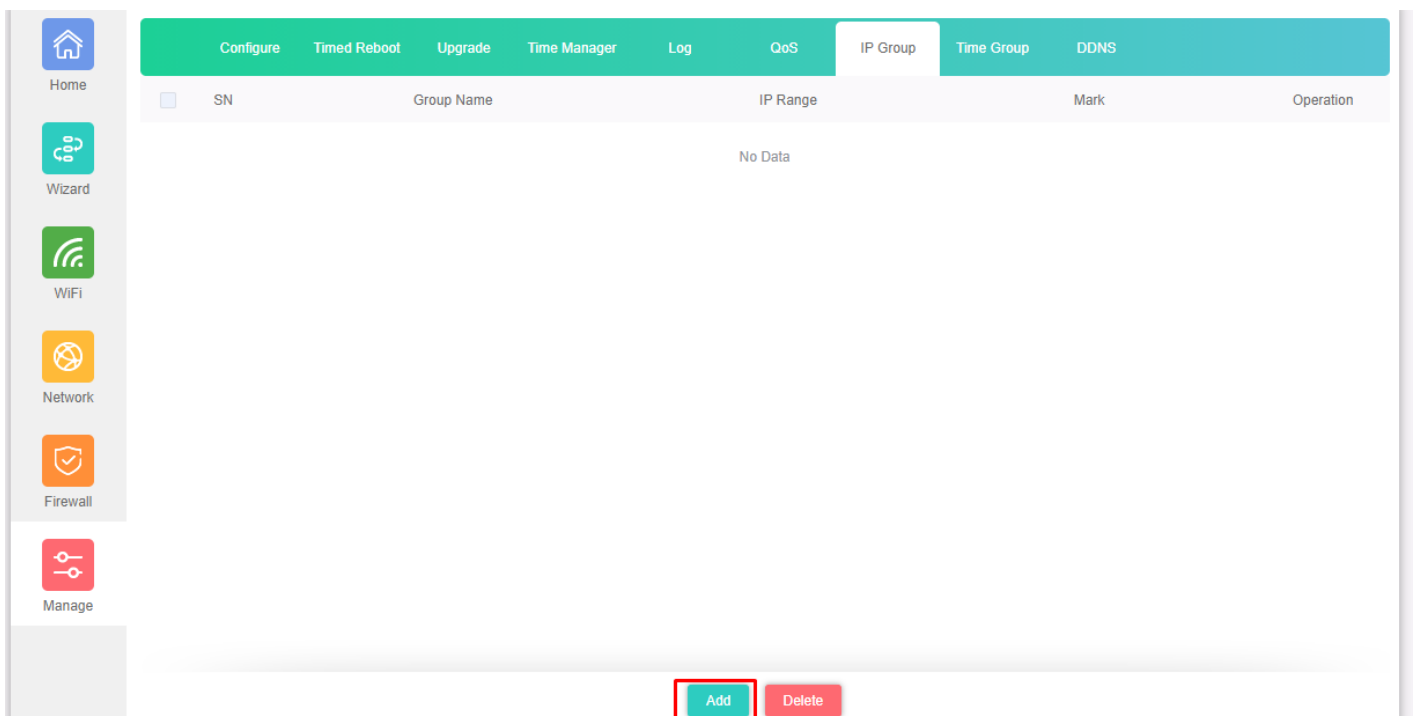 Home
Wizard
WiFi
Network
Firewall
Manage
Configure Timed Reboot Upgrade Time Manager Log QoS IP Group Time Group DDNS
SN Group Name IP Range Mark Operation
No Data
Add Delete